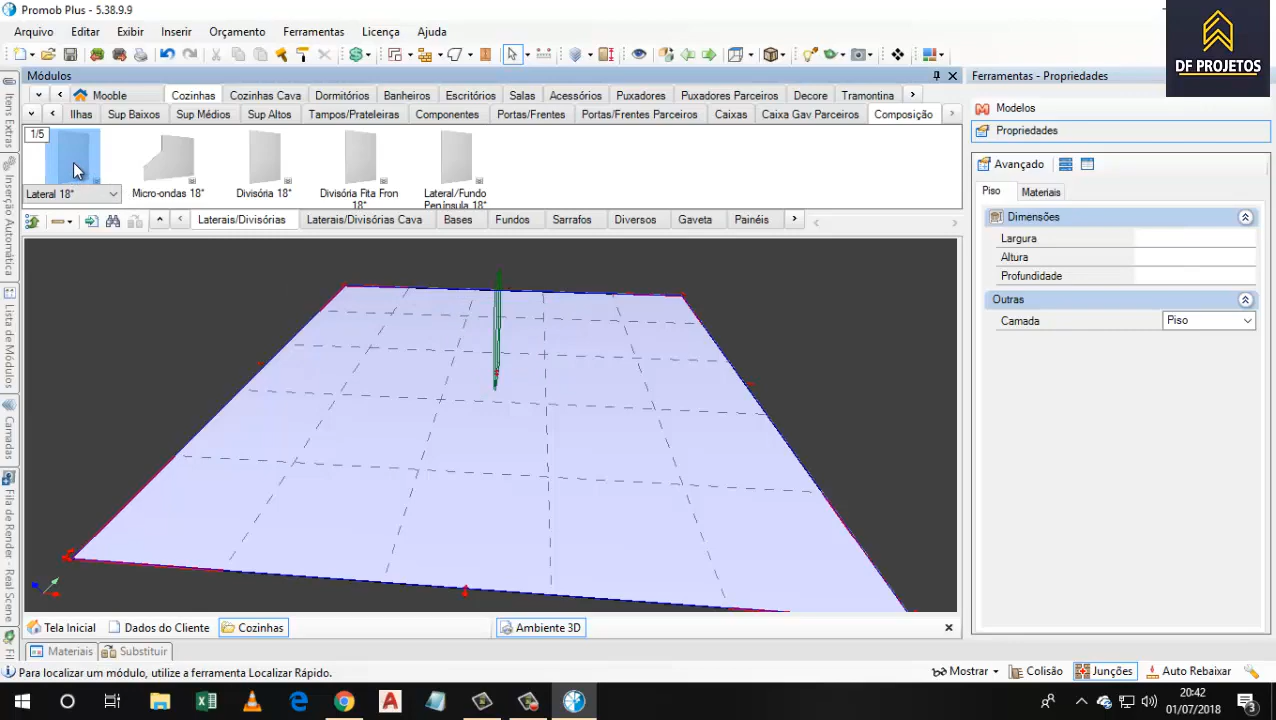 Promob Plus - 5.38.9.9
Arquivo Editar Exibir Inserir Orçamento Ferramentas Licença Ajuda
DF PROJETOS
Módulos
Ferramentas - Propriedades
Mooble Cozinhas Cozinhas Cava Dormitórios Banheiros Escritórios Salas Acessórios Puxadores Puxadores Parceiros Decore Tramontina
Ilhas Sup Baixos Sup Médios Sup Altos Tampos/Prateleiras Componentes Portas/Frentes Portas/Frentes Parceiros Caixas Caixa Gav Parceiros Composição
Modelos
Propriedades
1/5
Lateral 18*
Micro-ondas 18*
Divisória 18*
Divisória Fita Fron
18*
Lateral/Fundo
Península 18*
Avançado
Piso Materiais
Laterais/Divisórias Laterais/Divisórias Cava Bases Fundos Sarrafos Diversos Gaveta Painéis
Dimensões
Largura
Altura
Profundidade
Outras
Camada Piso
Itens Extras
Inserção Automática
Lista de Módulos
Camadas
Fila de Render - Real Scene
Fil
Tela Inicial Dados do Cliente Cozinhas Ambiente 3D
Materiais Substituir
Para localizar um módulo, utilize a ferramenta Localizar Rápido.
Mostrar Colisão Junções Auto Rebaixar
20:42
01/07/2018
3